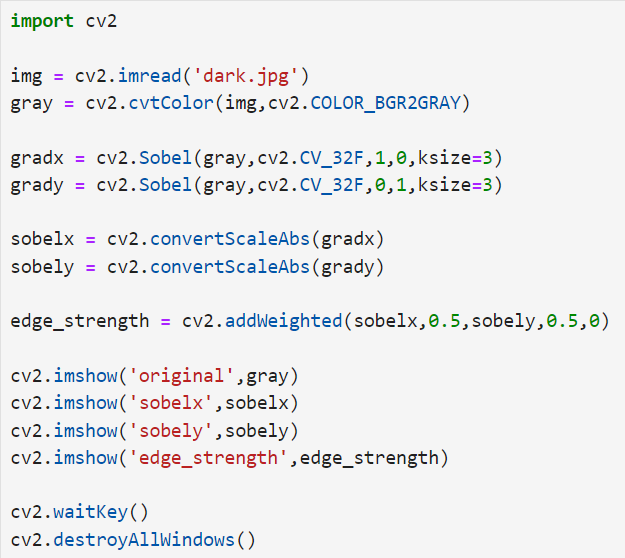 import cv2
img = cv2.imread('dark.jpg')
gray = cv2.cvtColor(img,cv2.COLOR_BGR2GRAY)
gradx = cv2.Sobel(gray,cv2.CV_32F,1,0,ksize=3)
grady = cv2.Sobel(gray,cv2.CV_32F,0,1,ksize=3)
sobelx = cv2.convertScaleAbs(gradx)
sobely = cv2.convertScaleAbs(grady)
edge_strength = cv2.addWeighted(sobelx,0.5,sobely,0.5,0)
cv2.imshow('original',gray)
cv2.imshow('sobelx',sobelx)
cv2.imshow('sobely',sobely)
cv2.imshow('edge_strength',edge_strength)
cv2.waitKey()
cv2.destroyAllWindows()